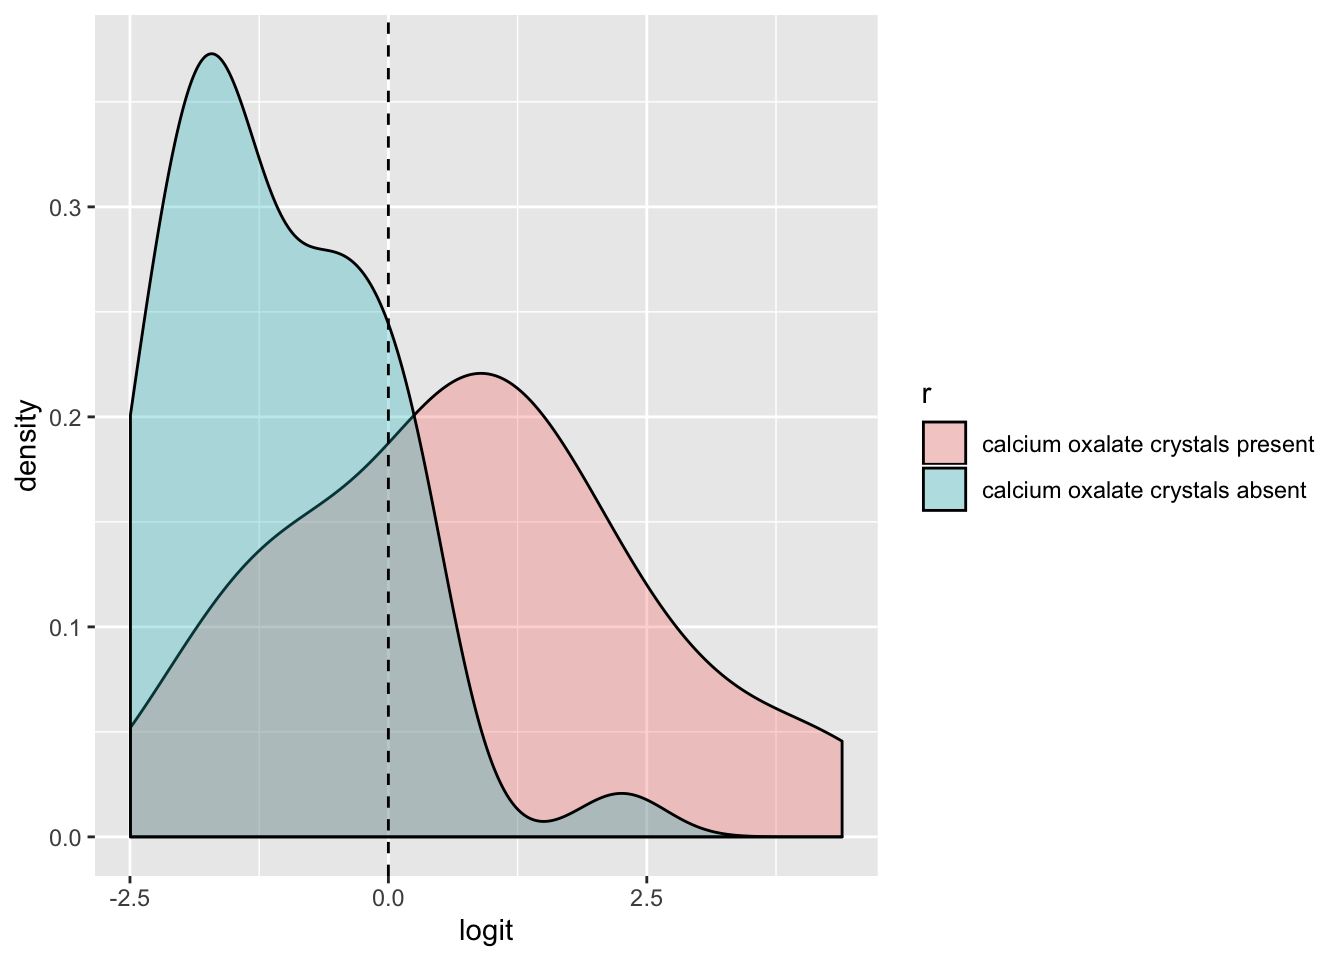 density
0.3
0.2
0.1
0.0
-2.5
0.0
2.5
logit
r
calcium oxalate crystals present
calcium oxalate crystals absent